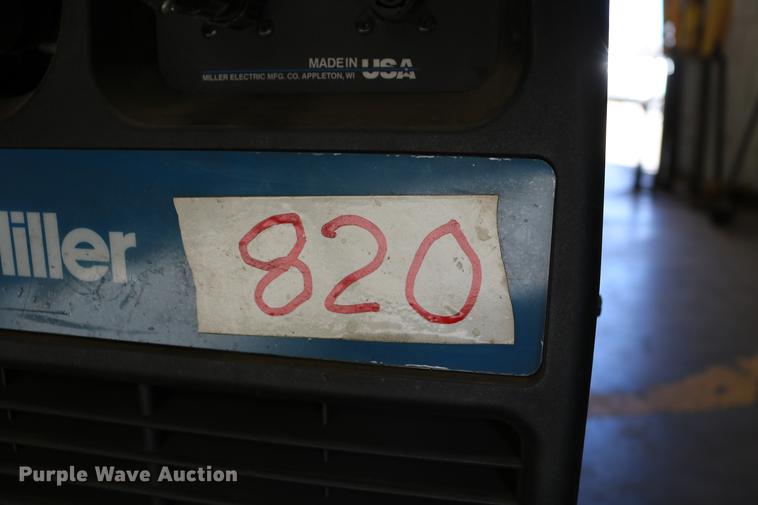 MADE IN
MILLER ELECTRIC MFG. CO. APPLETON, WI USA
Miller
820
Purple Wave Auction